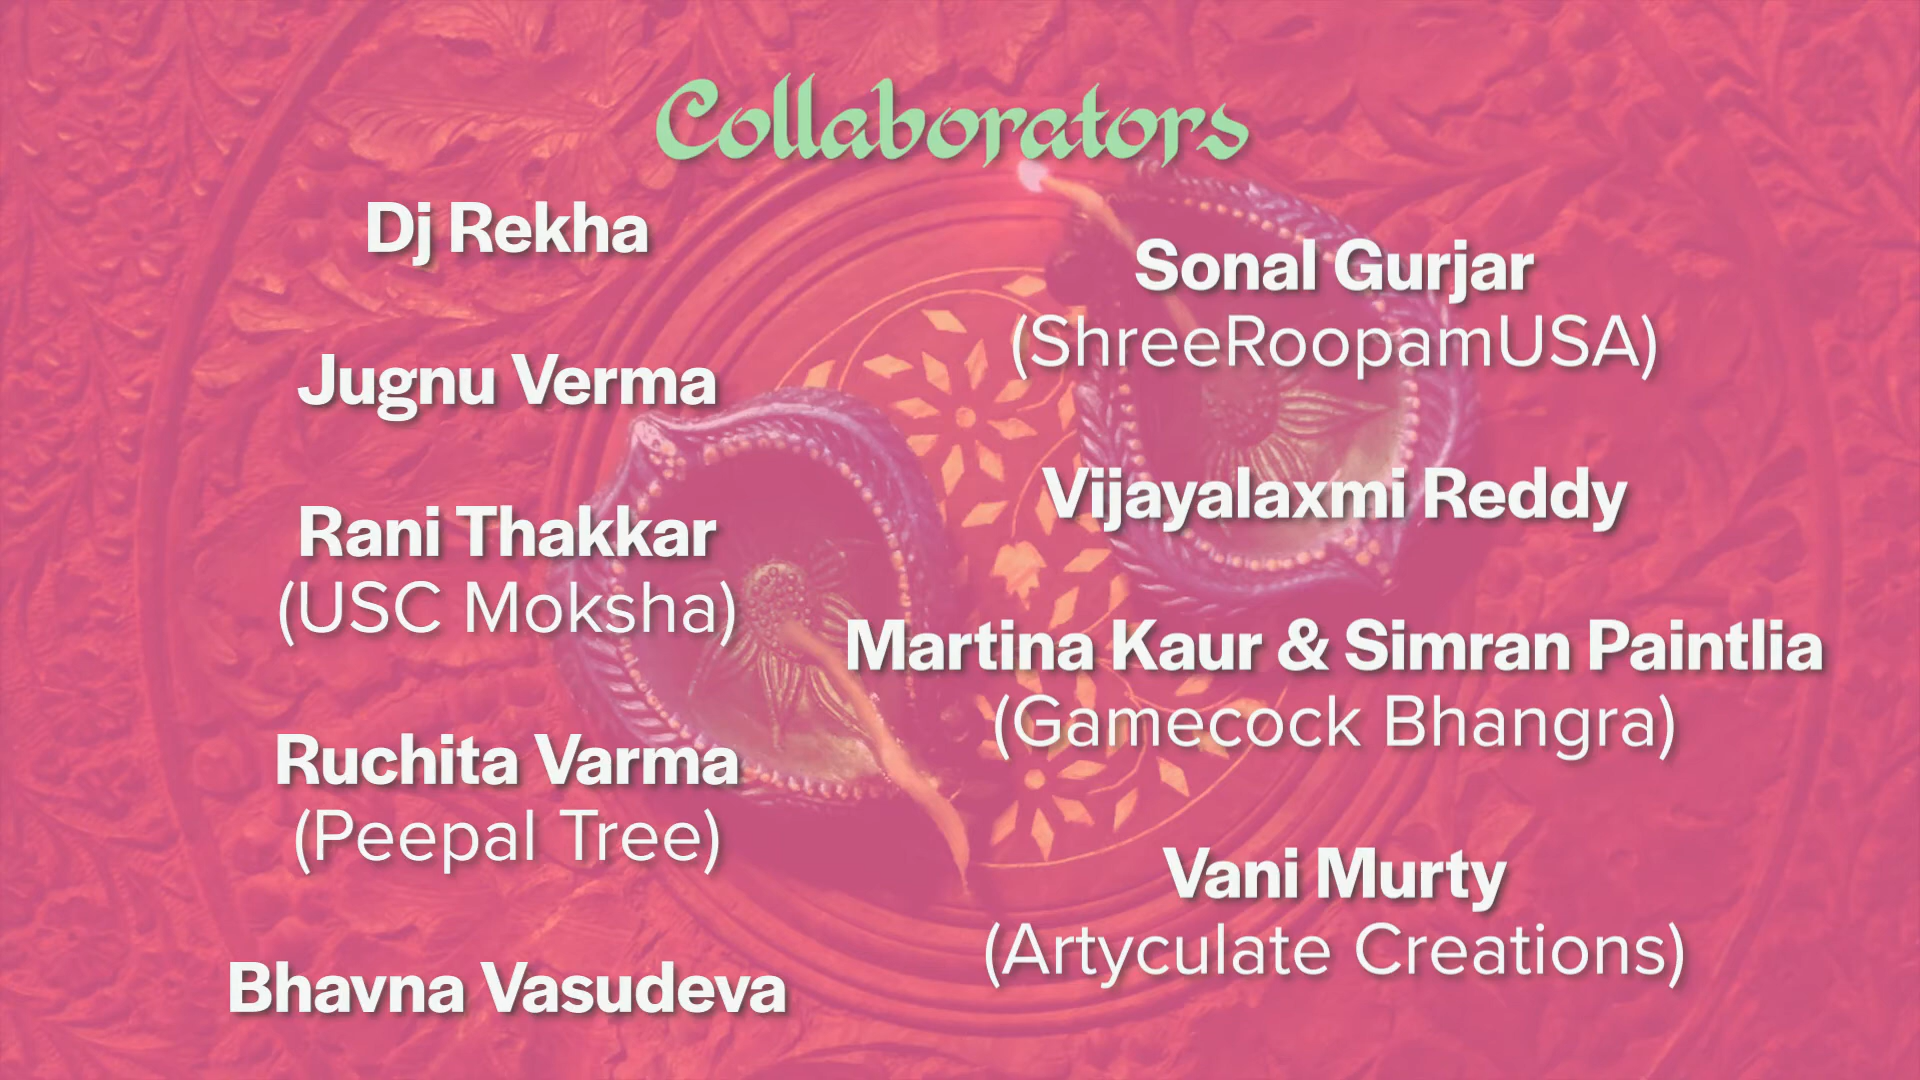 Collaborators
Dj Rekha
Jugnu Verma
Rani Thakkar
(USC Moksha)
Ruchita Varma
(Peepal Tree)
Bhavna Vasudeva
Sonal Gurjar
(ShreeRoopamUSA)
Vijayalaxmi Reddy
Martina Kaur & Simran Paintlia
(Gamecock Bhangra)
Vani Murty
(Artyculate Creations)